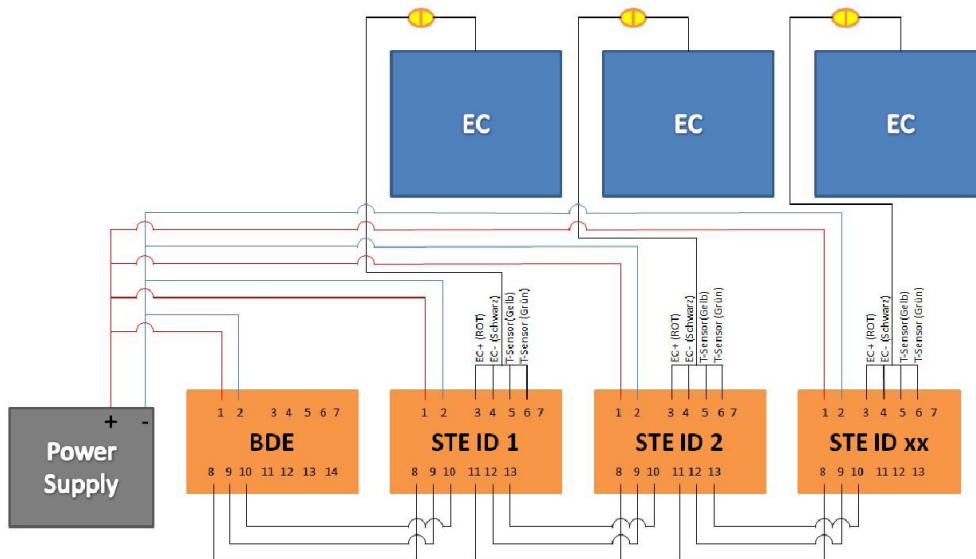 EC
EC
EC
EC+ (ROT)
EC- (Schwarz)
T-Sensor(Gelb)
T-Sensor (Grün)
EC+ (ROT)
EC- (Schwarz)
T-Sensor(Gelb)
T-Sensor (Grün)
EC+ (ROT)
EC- (Schwarz)
T-Sensor(Gelb)
T-Sensor (Grün)
+ -
Power
Supply
1 2 3 4 5 6 7
BDE
8 9 10 11 12 13 14
1 2 3 4 5 6 7
STE ID 1
8 9 10 11 12 13
1 2 3 4 5 6 7
STE ID 2
8 9 10 11 12 13
1 2 3 4 5 6 7
STE ID xx
8 9 10 11 12 13